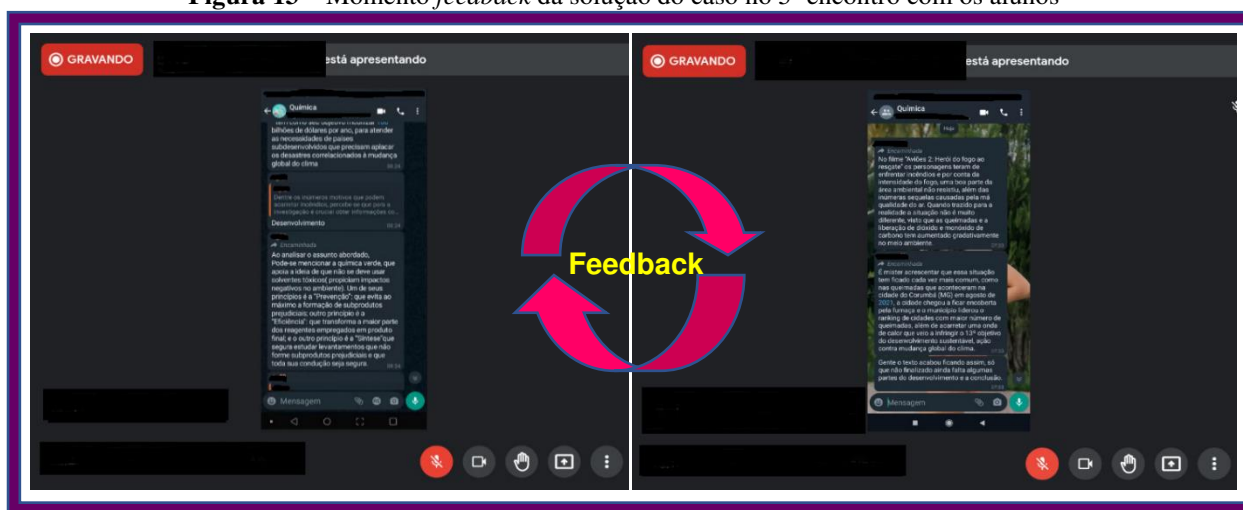 Figura 15 – Momento feedback da solução do caso no 3º encontro com os alunos
GRAVANDO
está apresentando
Química
bilhões de dólares por ano, para atender
as necessidades de países
subdesenvolvidos que precisam aplacar
os desastres correlacionados à mudança
global do clima
Dentre os inúmeros motivos que podem
acarretar incêndios, percebe-se que para a
investigação é crucial obter informações co...
Desenvolvimento
Encaminhada
Ao analisar o assunto abordado,
Pode-se mencionar a química verde, que
apoia a ideia de que não se deve usar
solventes tóxicos( propiciam impactos
negativos no ambiente). Um de seus
princípios é a "Prevenção": que evita ao
máximo a formação de subprodutos
prejudiciais; outro princípio é a
"Eficiência": que transforma a maior parte
dos reagentes empregados em produto
final; e o outro princípio é a "Síntese"que
segura estudar levantamentos que não
forme subprodutos prejudiciais e que
toda sua condução seja segura.
Mensagem
Feedback
GRAVANDO
está apresentando
Química
Hoje
Encaminhada
No filme "Aviões 2: Herói do fogo ao
resgate" os personagens teram de
enfrentar incêndios e por conta da
intensidade do fogo, uma boa parte da
área ambiental não resistiu, além das
inúmeras sequelas causadas pela má
qualidade do ar. Quando trazido para a
realidade a situação não é muito
diferente, visto que as queimadas e a
liberação de dióxido e monóxido de
carbono tem aumentado gradativamente
no meio ambiente.
Encaminhada
É mister acrescentar que essa situação
tem ficado cada vez mais comum, como
nas queimadas que aconteceram na
cidade do Corumbá (MG) em agosto de
2021, a cidade chegou a ficar encoberta
pela fumaça e o município liderou o
ranking de cidades com maior número de
queimadas, além de acarretar uma onda
de calor que veio a infringir o 13º objetivo
do desenvolvimento sustentável, ação
contra mudança global do clima.
Gente o texto acabou ficando assim, só
que não finalizado ainda falta algumas
partes do desenvolvimento e a conclusão
Mensagem